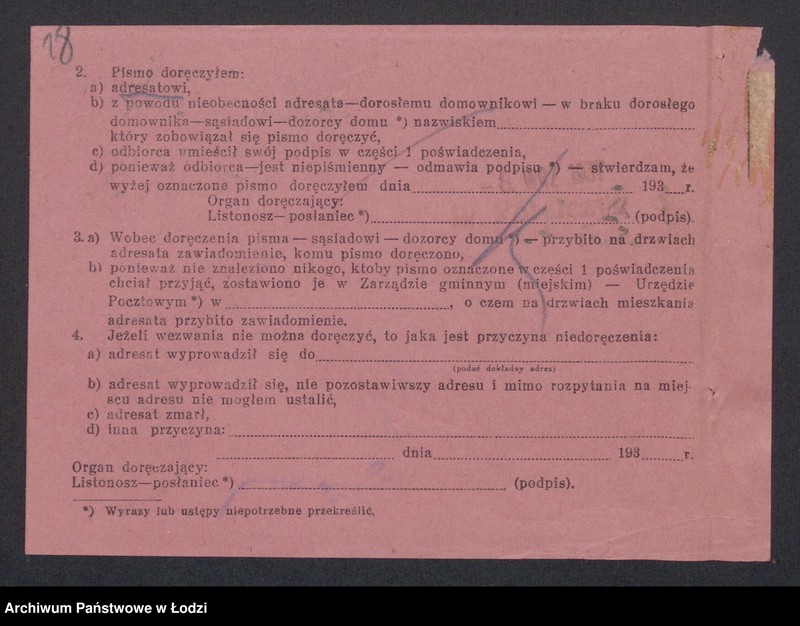 18
2. Pismo doręczyłem:
a) adresatowi,
b) z powodu nieobecności adresata—dorosłemu domownikowi — w braku dorosłego
domownika—sąsiadowi—dozorcy domu *) nazwiskiem
który zobowiązał się pismo doręczyć,
c) odbiorca umieścił swój podpis w części 1 poświadczenia,
d) ponieważ odbiorca—jest niepiśmienny — odmawia podpisu *) — stwierdzam, że
wyżej oznaczone pismo doręczyłem dnia 193 r.
Organ doręczający:
Listonosz—posłaniec *) (podpis).
3. a) Wobec doręczenia pisma — sąsiadowi — dozorcy domu *) — przybito na drzwiach
adresata zawiadomienie, komu pismo doręczono,
b) ponieważ nie znaleziono nikogo, ktoby pismo oznaczone w części 1 poświadczenia
chciał przyjąć, zostawiono je w Zarządzie gminnym (miejskim) — Urzędzie
Pocztowym *) w , o czem na drzwiach mieszkania
adresata przybito zawiadomienie.
4. Jeżeli wezwania nie można doręczyć, to jaka jest przyczyna niedoręczenia:
a) adresat wyprowadził się do
(podać dokładny adres)
b) adresat wyprowadził się, nie pozostawiwszy adresu i mimo rozpytania na miej-
scu adresu nie mogłem ustalić,
c) adresat zmarł,
d) inna przyczyna:
dnia 193 r.
Organ doręczający:
Listonosz—posłaniec *) (podpis).
*) Wyrazy lub ustępy niepotrzebne przekreślić.
Archiwum Państwowe w Łodzi